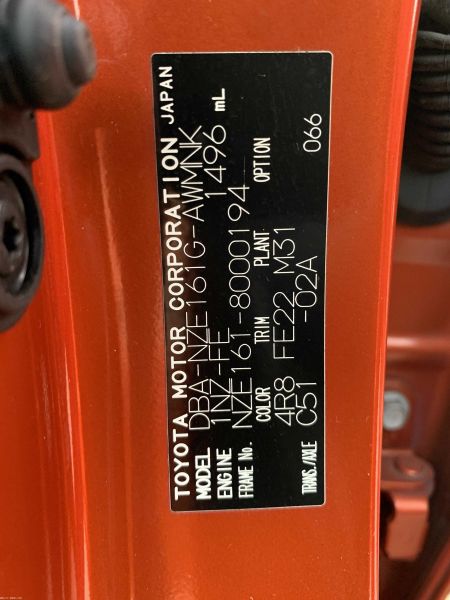 TOYOTA MOTOR CORPORATION JAPAN
MODEL DBA-NZE161G-AWMNK
ENGINE 1NZ-FE 1496 mL
FRAME No. NZE161-8000194
COLOR TRIM PLANT OPTION
4R8 FE22 M31 066
TRANS./AXLE C51 -02A